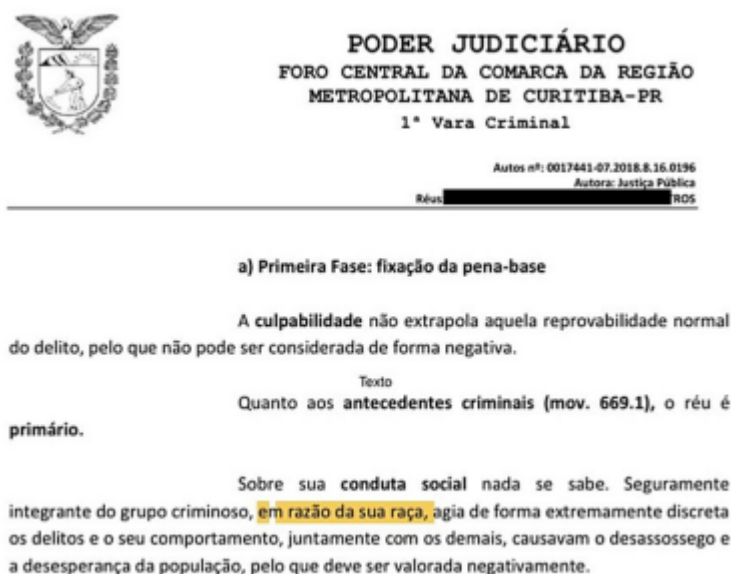 PODER JUDICIÁRIO
FORO CENTRAL DA COMARCA DA REGIÃO
METROPOLITANA DE CURITIBA-PR
1ª Vara Criminal
Autos nº: 0017441-07.2018.8.16.0196
Autora: Justiça Pública
Réus TROS
a) Primeira Fase: fixação da pena-base
A culpabilidade não extrapola aquela reprovabilidade normal
do delito, pelo que não pode ser considerada de forma negativa.
Texto
Quanto aos antecedentes criminais (mov. 669.1), o réu é
primário.
Sobre sua conduta social nada se sabe. Seguramente
integrante do grupo criminoso, em razão da sua raça, agia de forma extremamente discreta
os delitos e o seu comportamento, juntamente com os demais, causavam o desassossego e
a desesperança da população, pelo que deve ser valorada negativamente.